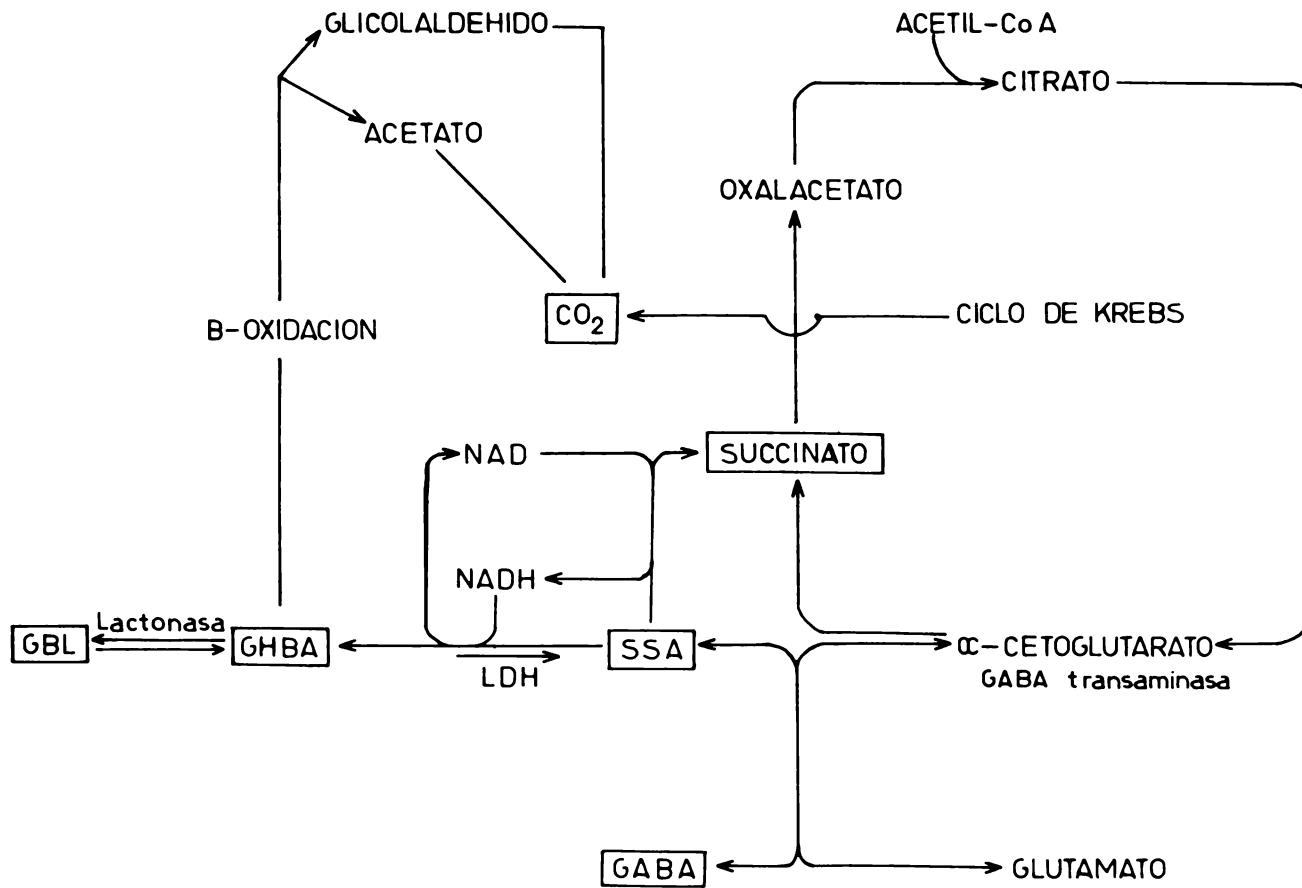 GLICOLALDEHIDO
ACETIL-CoA
CITRATO
ACETATO
OXALACETATO
B-OXIDACION
CO2
CICLO DE KREBS
NAD
SUCCINATO
NADH
GBL
Lactonasa
GHBA
LDH
SSA
α-CETOGLUTARATO
GABA transaminasa
GABA
GLUTAMATO